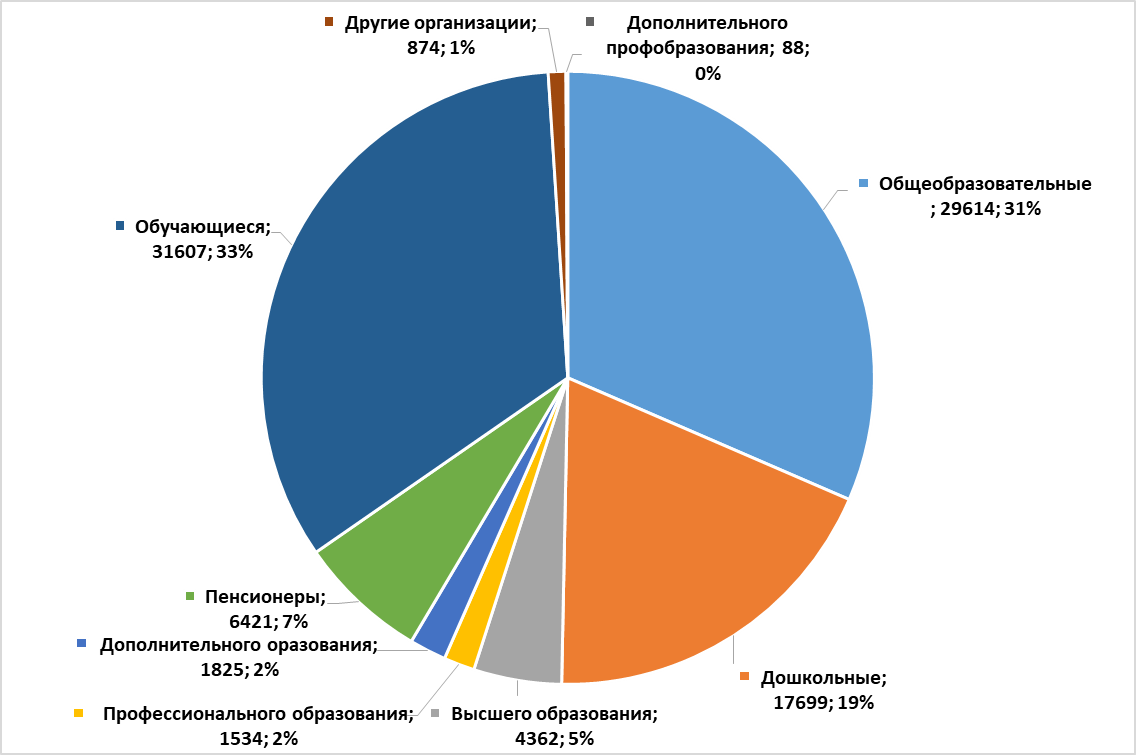 Другие организации;
874; 1%
Дополнительного
профобразования; 88;
0%
Общеобразовательные
; 29614; 31%
Обучающиеся;
31607; 33%
Пенсионеры;
6421; 7%
Дополнительного оразования;
1825; 2%
Профессионального образования;
1534; 2%
Высшего образования;
4362; 5%
Дошкольные;
17699; 19%